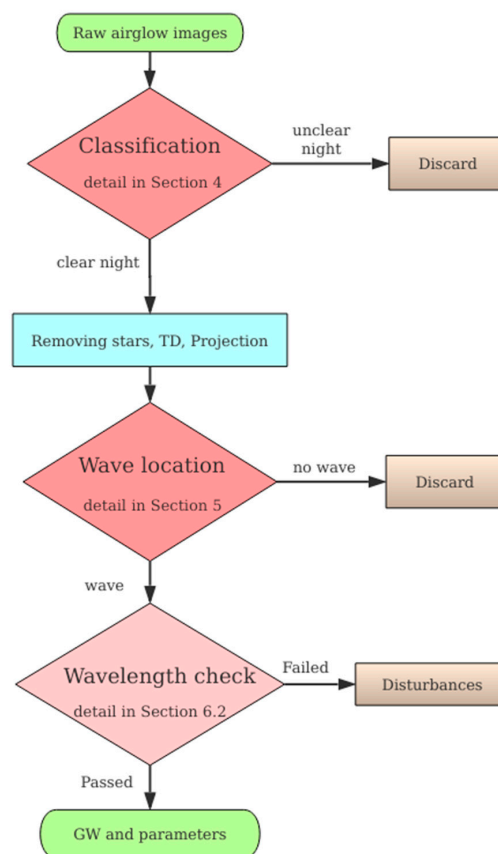 Raw airglow images
Classification
detail in Section 4
unclear
night
Discard
clear night
Removing stars, TD, Projection
Wave location
detail in Section 5
no wave
Discard
wave
Wavelength check
detail in Section 6.2
Failed
Disturbances
Passed
GW and parameters